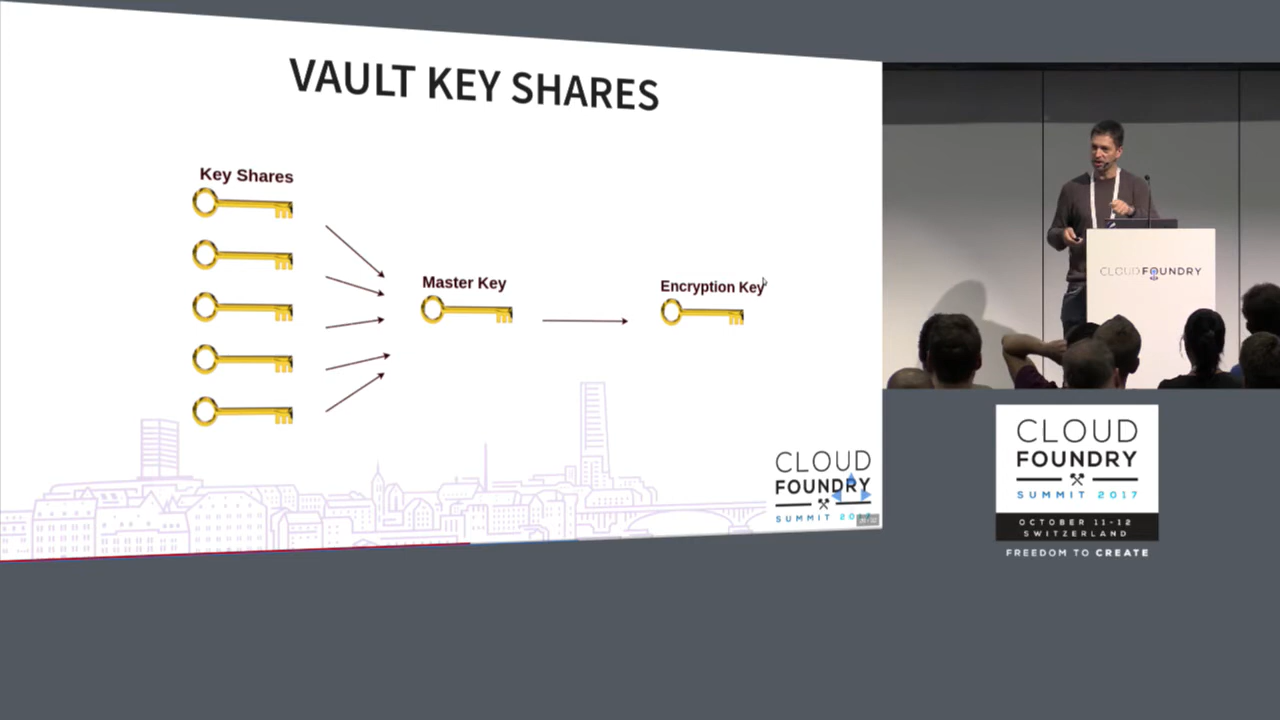 VAULT KEY SHARES
Key Shares
Master Key
Encryption Key
CLOUD
FOUNDRY
SUMMIT
CLOUDFOUNDRY
CLOUD
FOUNDRY
SUMMIT 2017
OCTOBER 11-12
SWITZERLAND
FREEDOM TO CREATE